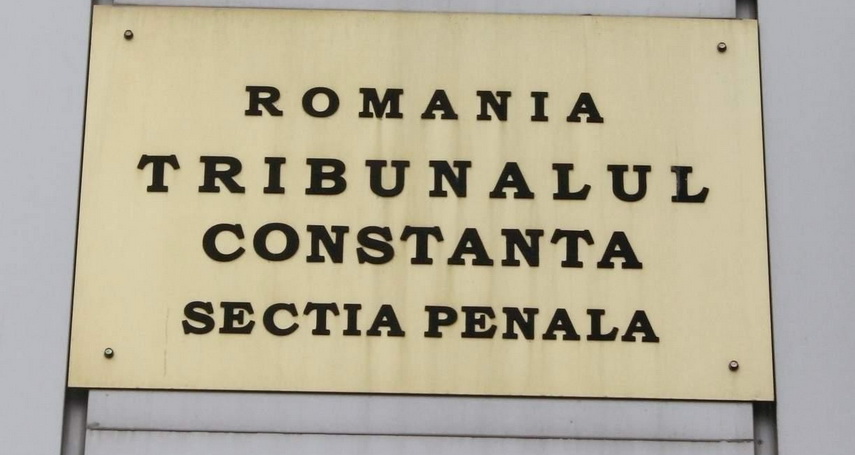 ROMANIA
TRIBUNALUL
CONSTANTA
SECTIA PENALA